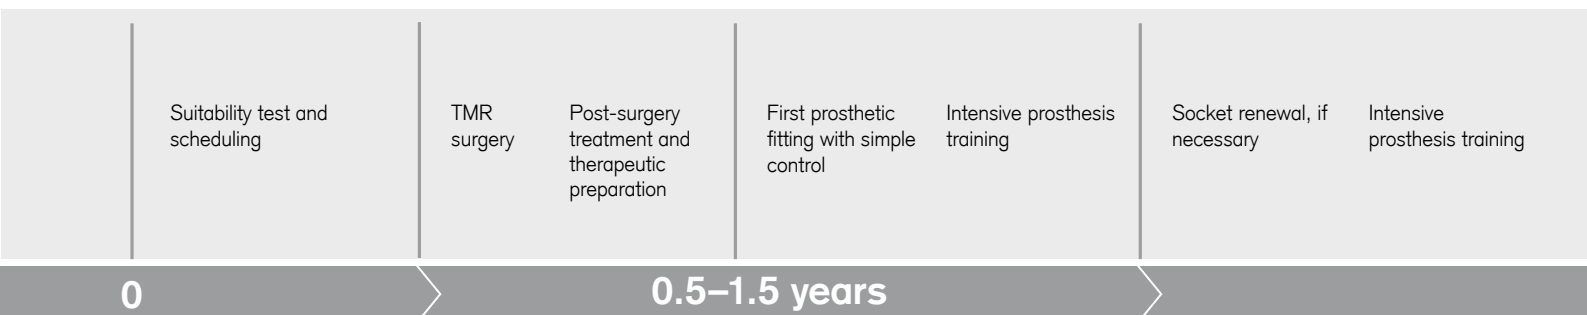 Suitability test and
scheduling
TMR
surgery
Post-surgery
treatment and
therapeutic
preparation
First prosthetic
fitting with simple
control
Intensive prosthesis
training
Socket renewal, if
necessary
Intensive
prosthesis training
0
0.5–1.5 years